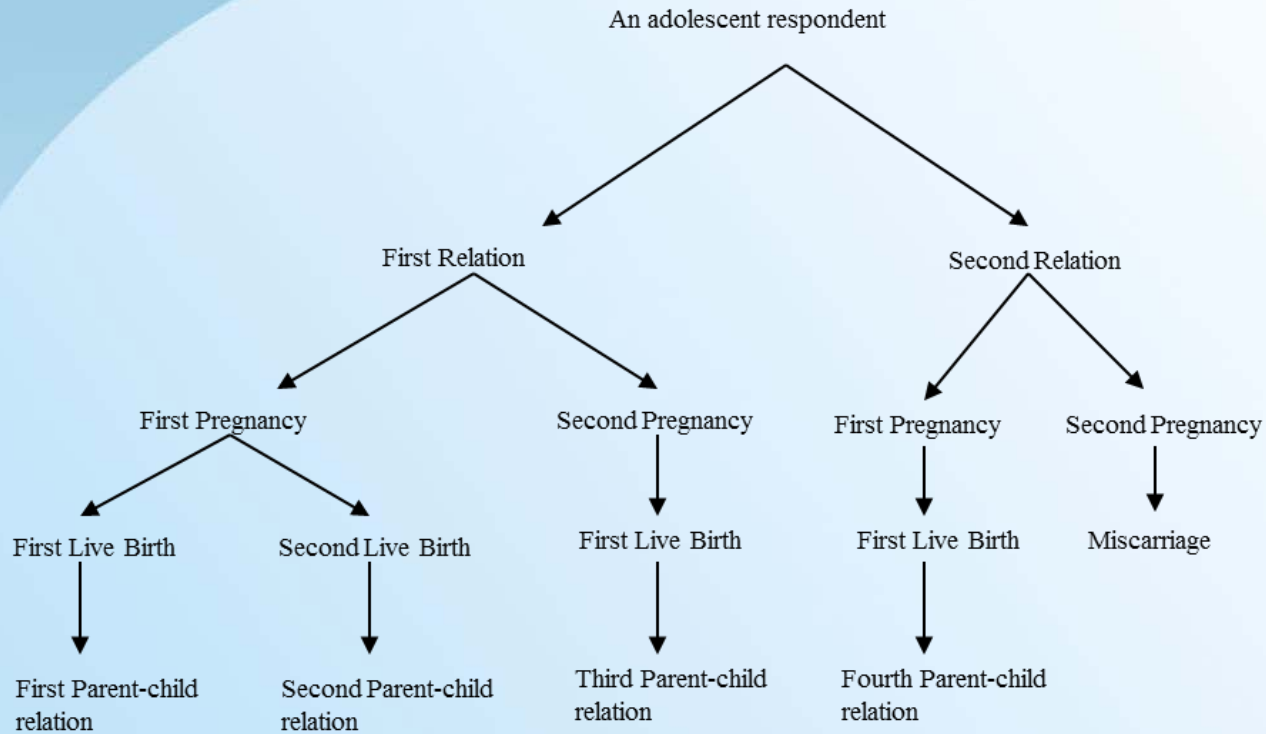 An adolescent respondent
First Relation
Second Relation
First Pregnancy
Second Pregnancy
First Pregnancy
Second Pregnancy
First Live Birth
Second Live Birth
First Live Birth
First Live Birth
Miscarriage
First Parent-child
relation
Second Parent-child
relation
Third Parent-child
relation
Fourth Parent-child
relation